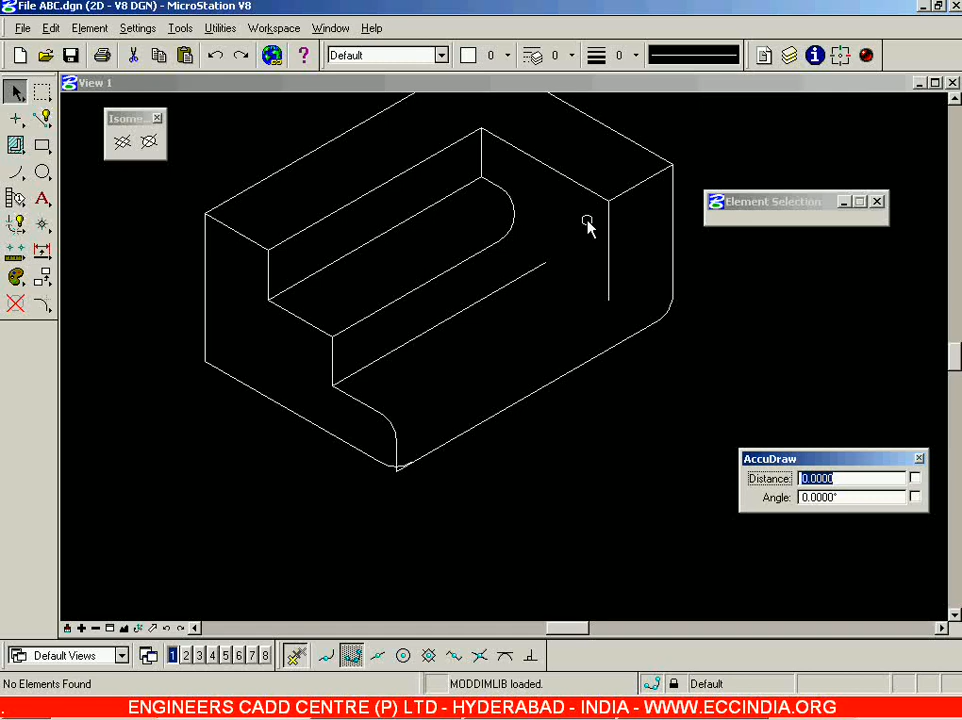 File ABC.dgn (2D - V8 DGN) - MicroStation V8
File Edit Element Settings Tools Utilities Workspace Window Help
Default 0 0 0
View 1
Isome...
Element Selection
AccuDraw
Distance: 0.0000
Angle: 0.0000°
Default Views 1 2 3 4 5 6 7 8
No Elements Found MODDIMLIB loaded. Default
ENGINEERS CADD CENTRE (P) LTD - HYDERABAD - INDIA - WWW.ECCINDIA.ORG